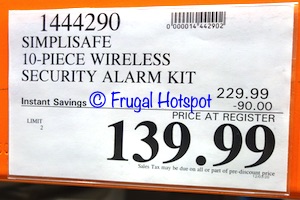 1444290
0000014442902
SIMPLISAFE
10-PIECE WIRELESS
SECURITY ALARM KIT
229.99
Instant Savings -90.00
© Frugal Hotspot
PRICE AT REGISTER
LIMIT
2
139.99
Sales Tax may be due on all or part of pre-discount price